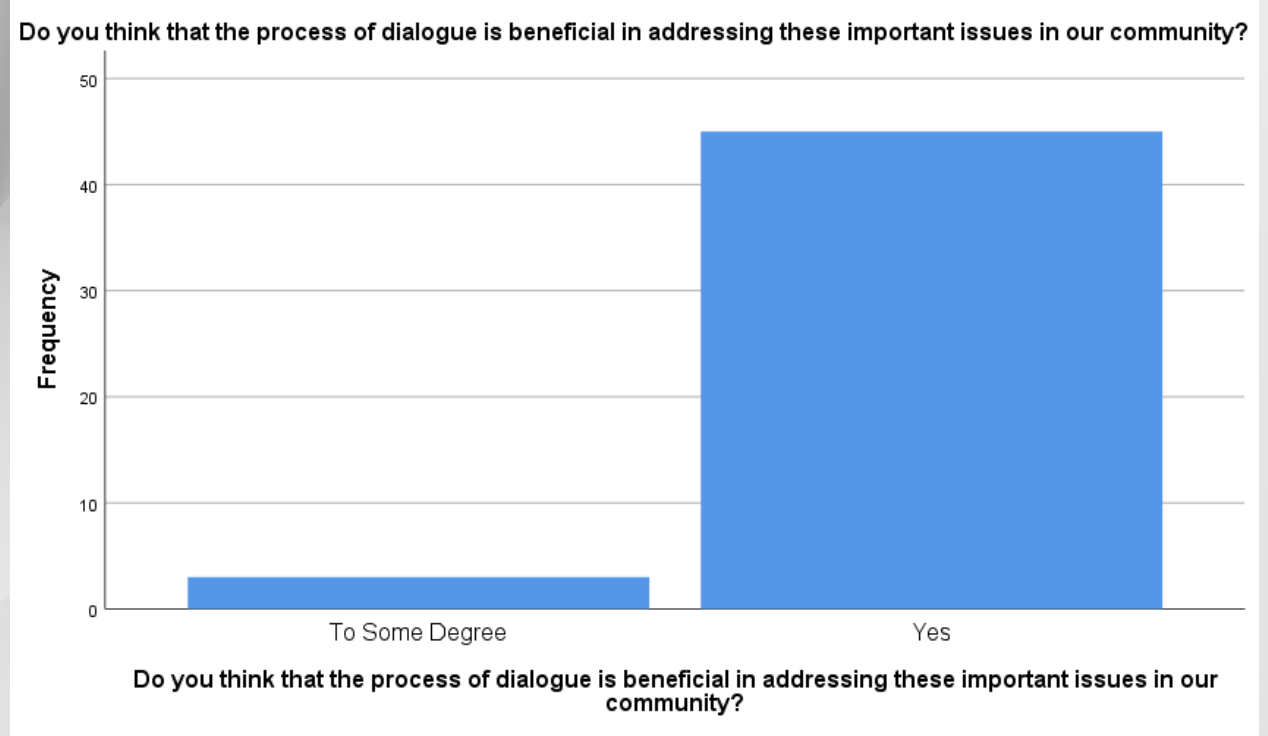 Do you think that the process of dialogue is beneficial in addressing these important issues in our community?
50
40
30
20
10
0
Frequency
To Some Degree
Yes
Do you think that the process of dialogue is beneficial in addressing these important issues in our
community?